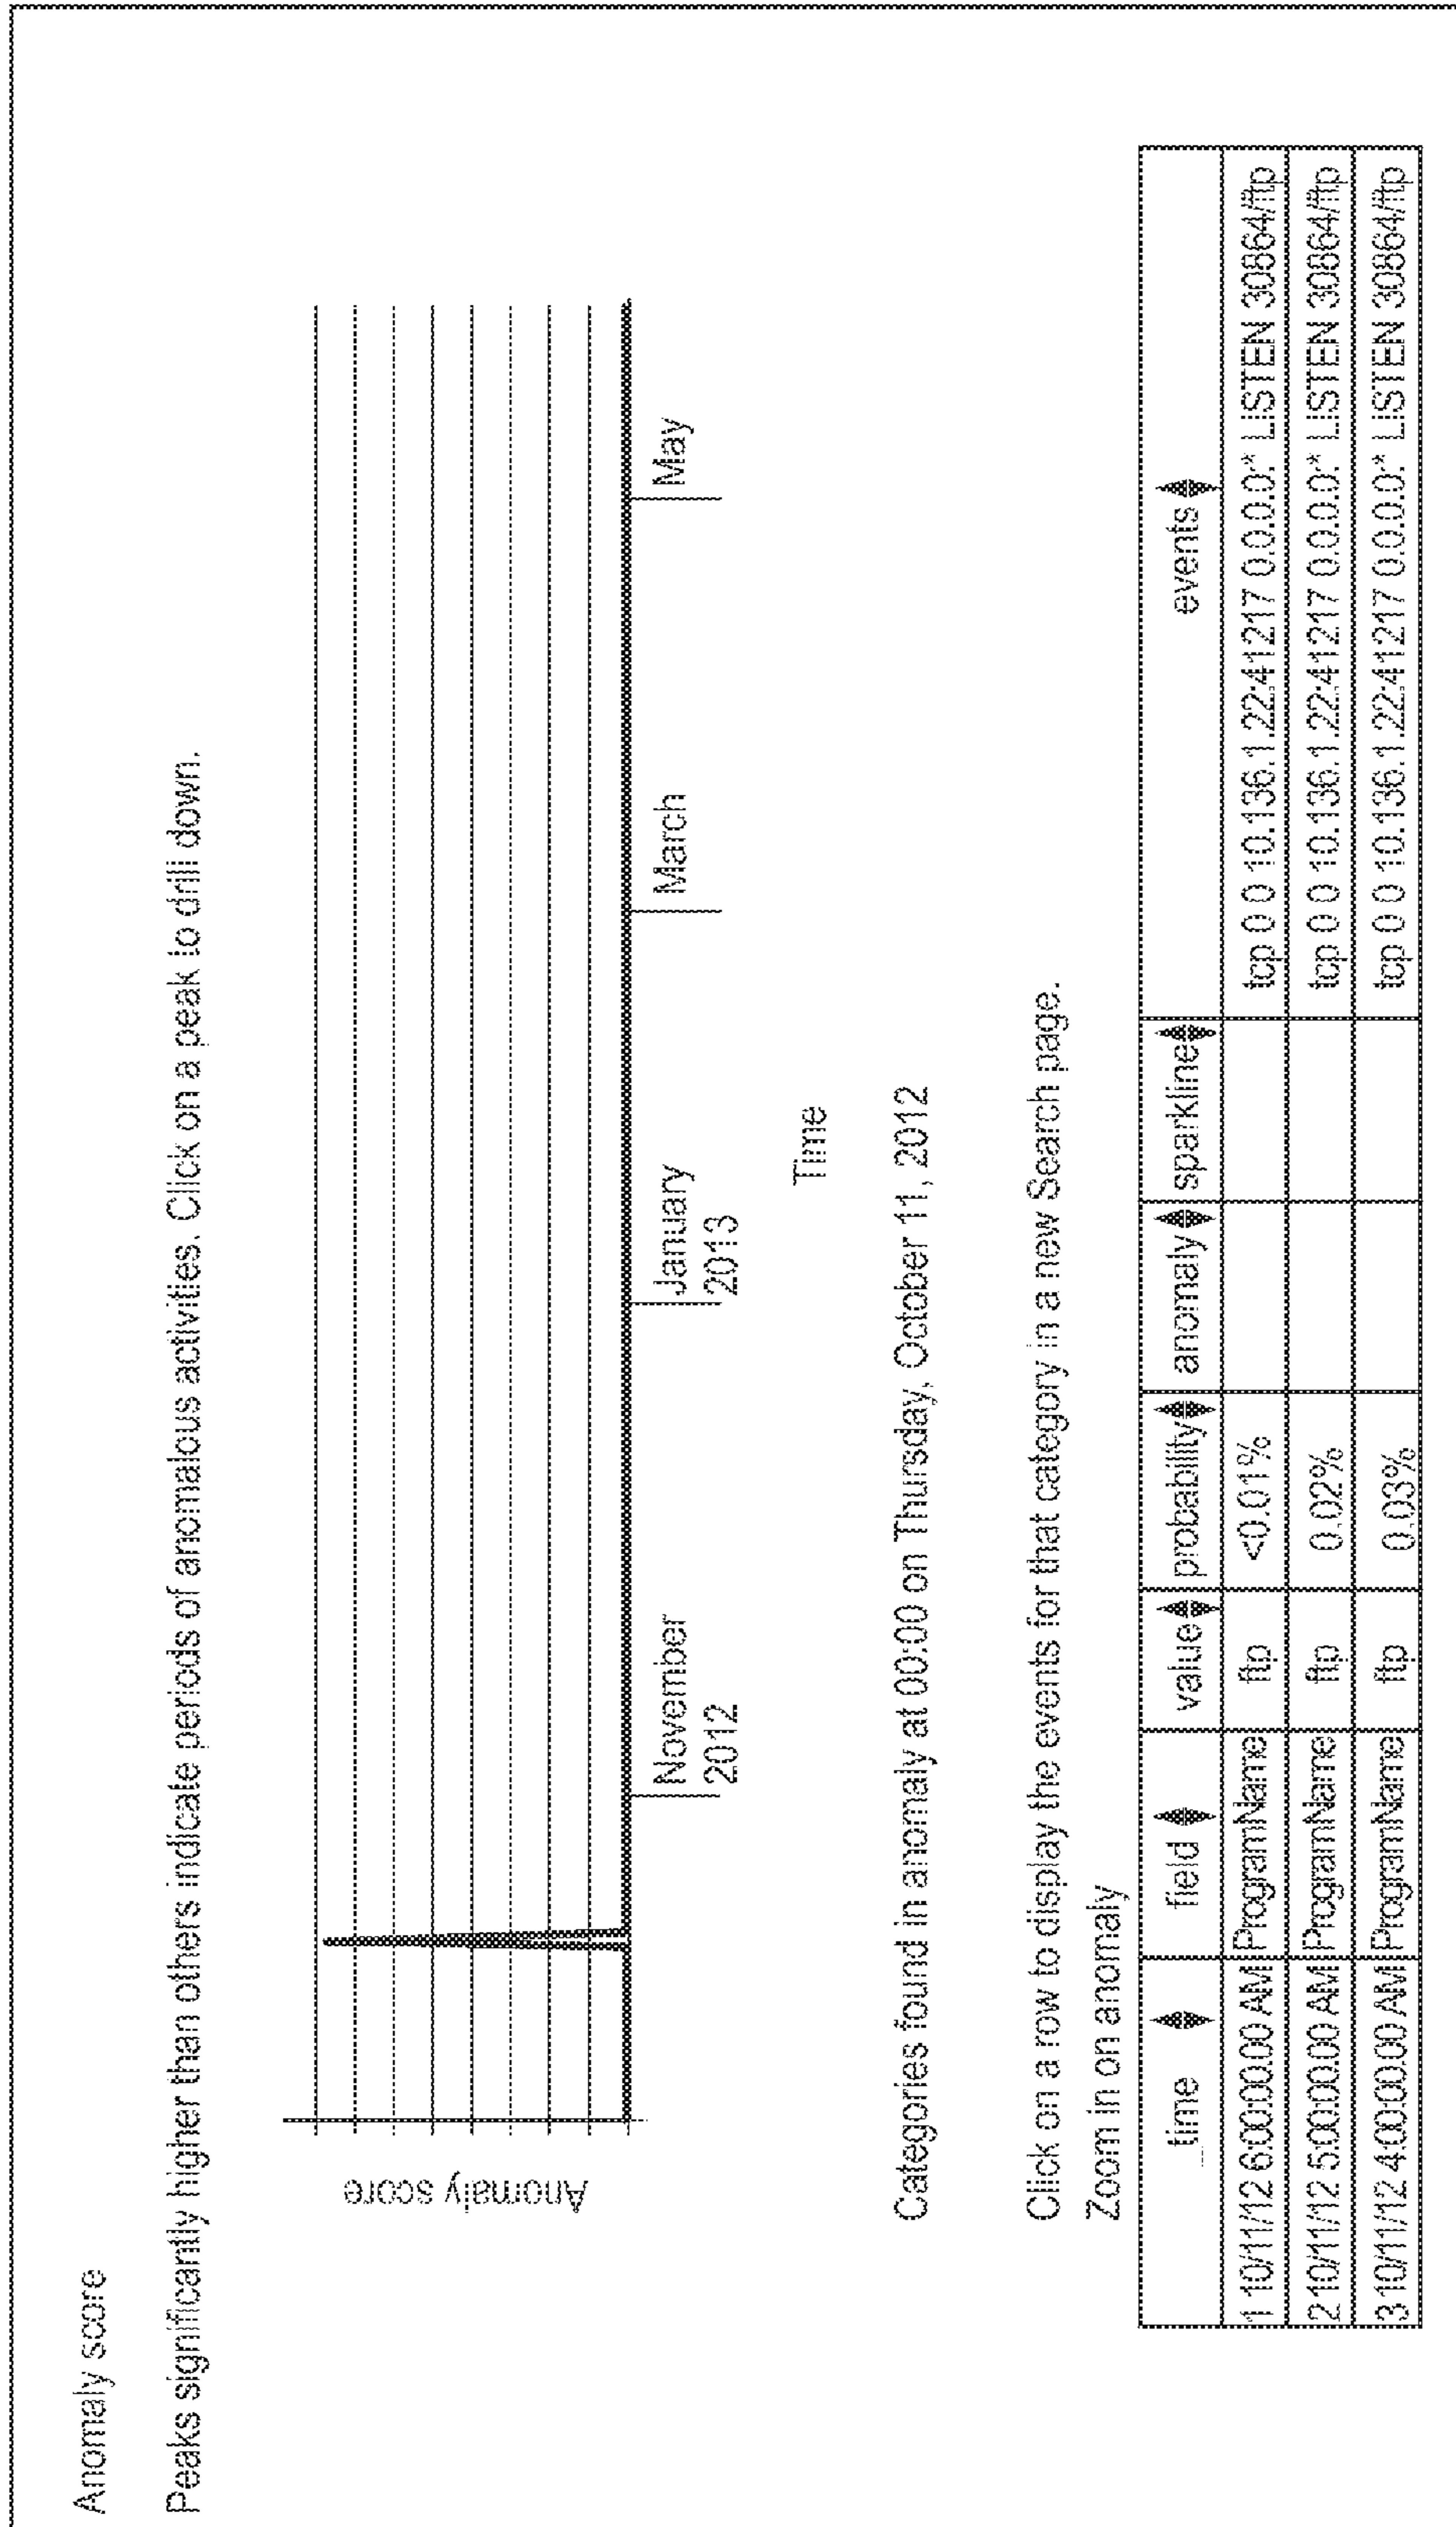 Anomaly score
Peaks significantly higher than others indicate periods of anomalous activities. Click on a peak to drill down.
Anomaly score
November January March May
2012 2013
Time
Categories found in anomaly at 00:00 on Thursday, October 11, 2012
Click on a row to display the events for that category in a new Search page.
Zoom in on anomaly
_time field value probability anomaly sparkline events
1 10/11/12 6:00:00.00 AM ProgramName ftp <0.01% tcp 0 0 10.136.1.22:41217 0.0.0.0:* LISTEN 30864/ftp
2 10/11/12 5:00:00.00 AM ProgramName ftp 0.02% tcp 0 0 10.136.1.22:41217 0.0.0.0:* LISTEN 30864/ftp
3 10/11/12 4:00:00.00 AM ProgramName ftp 0.03% tcp 0 0 10.136.1.22:41217 0.0.0.0:* LISTEN 30864/ftp